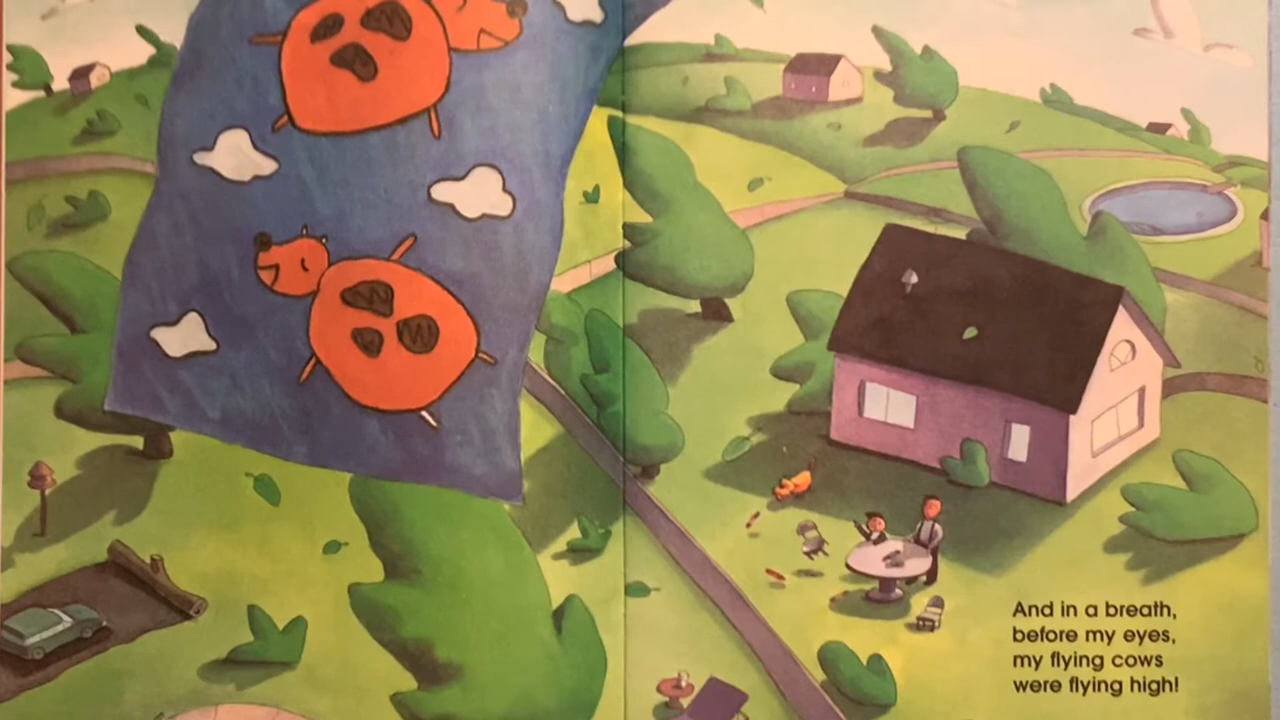 And in a breath,
before my eyes,
my flying cows
were flying high!